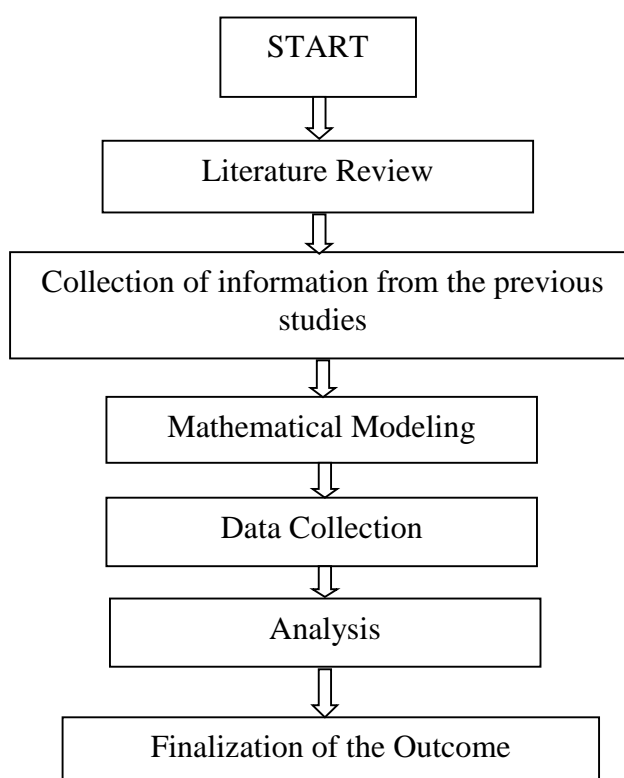 START
Literature Review
Collection of information from the previous
studies
Mathematical Modeling
Data Collection
Analysis
Finalization of the Outcome